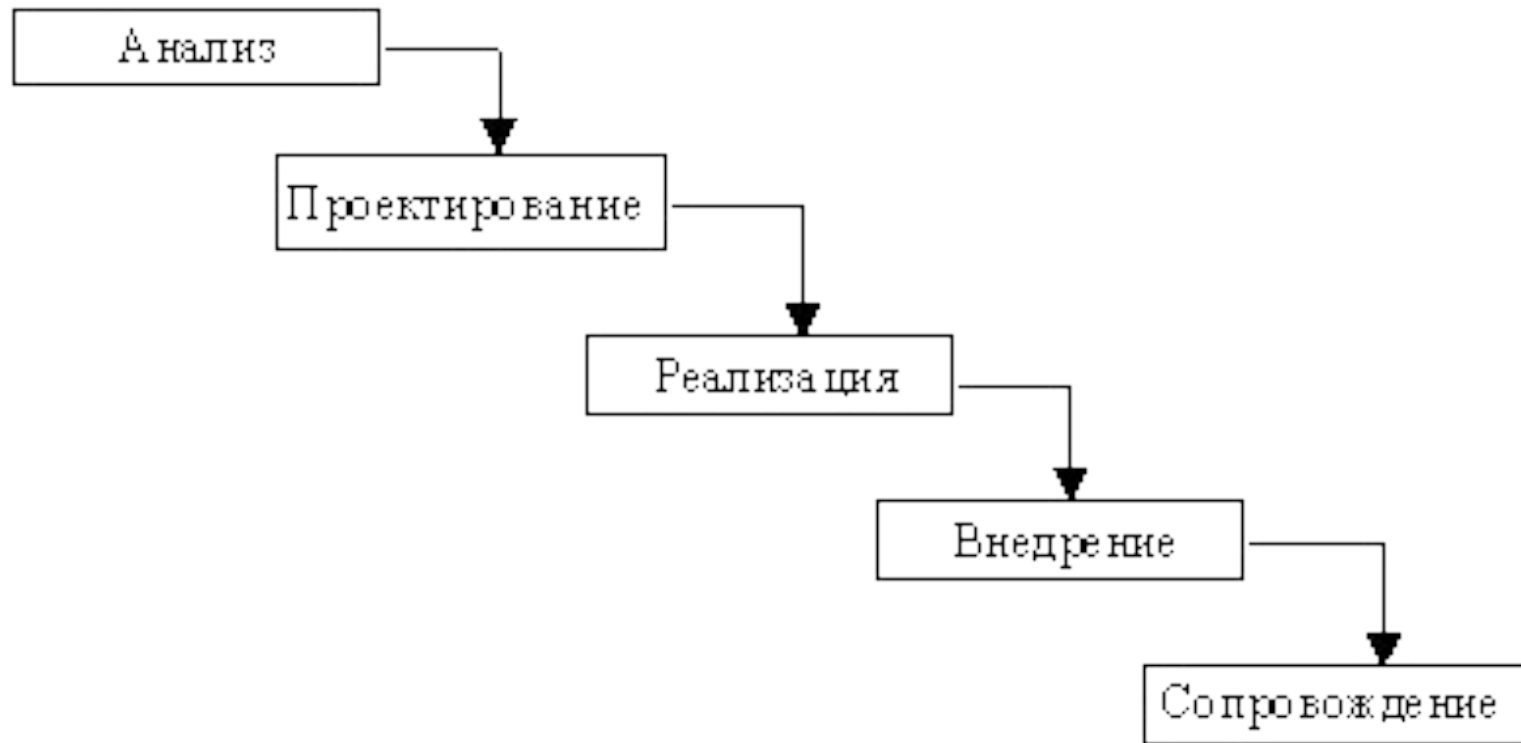 Анализ
Проектирование
Реализация
Внедрение
Сопровождение